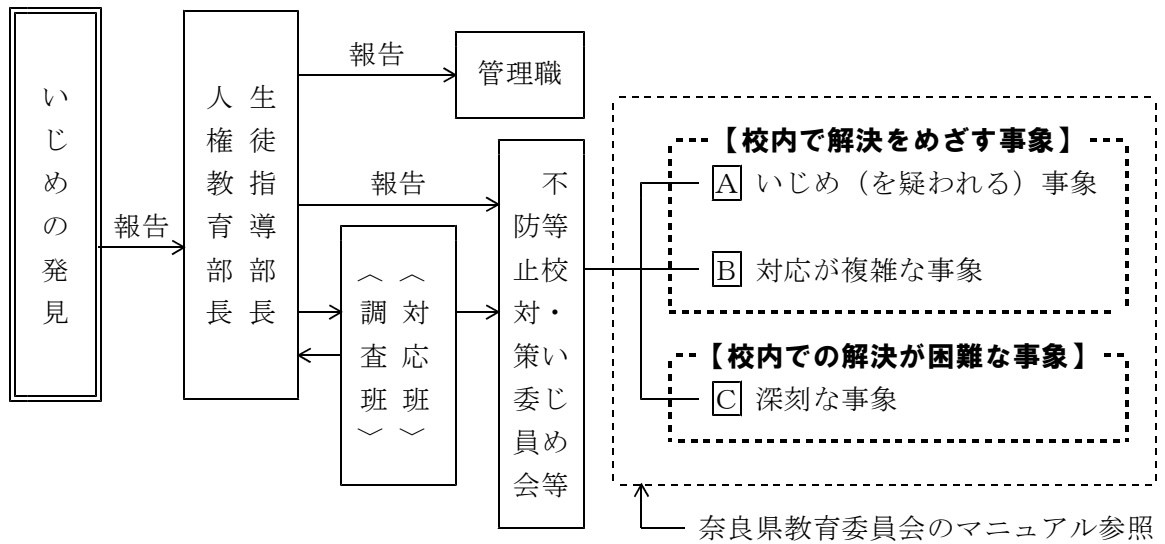 いじめの発見
報告
生徒指導部長
人権教育部長
報告
管理職
報告
〈対応班〉
〈調査班〉
不等校・いじめ等
防止対策委員会
【校内で解決をめざす事象】
A いじめ（を疑われる）事象
B 対応が複雑な事象
【校内での解決が困難な事象】
C 深刻な事象
奈良県教育委員会のマニュアル参照